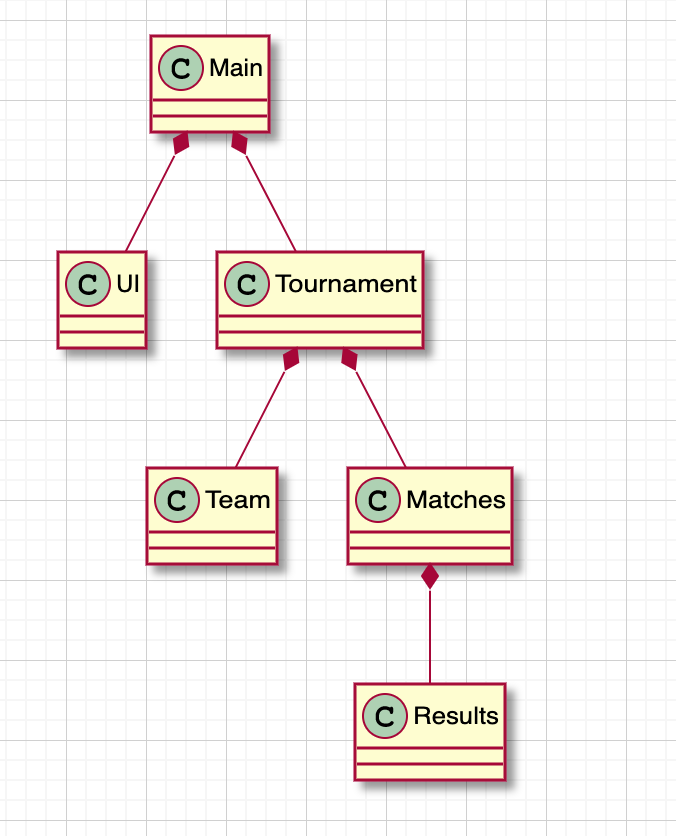 C Main
C UI
C Tournament
C Team
C Matches
C Results